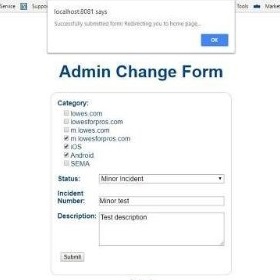 Service
Suppo
localhost:8081 says
Successfully submitted form! Redirecting you to home page...
OK
Tools
Market
Admin Change Form
Category:
lowes.com
lowesforpros.com
m.lowes.com
m.lowesforpros.com
iOS
Android
SEMA
Status: Minor Incident
Incident
Number: Minor test
Description: Test description
Submit